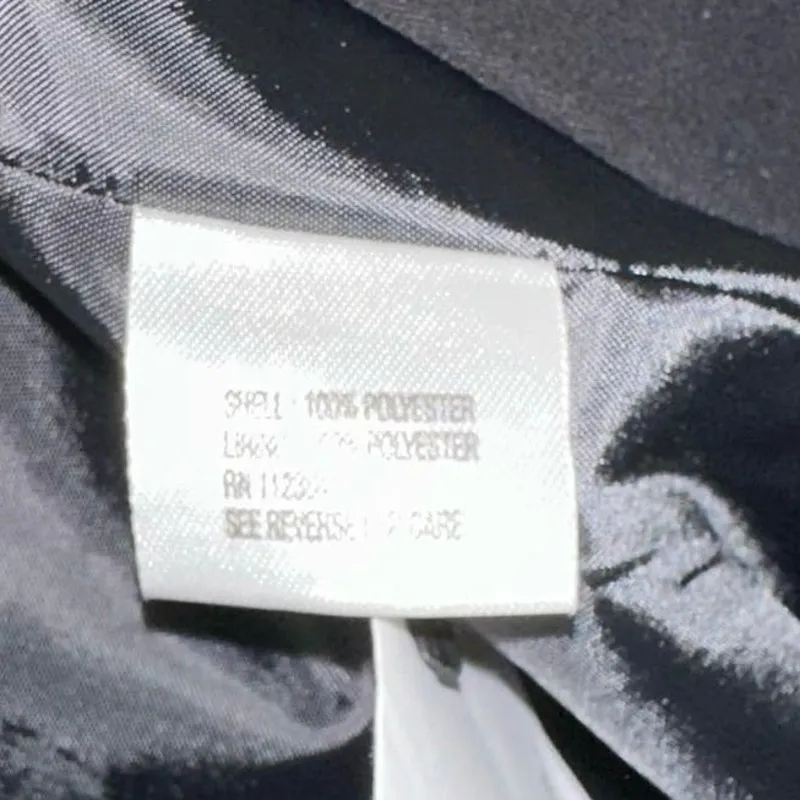 SHELL : 100% POLYESTER
POLYESTER
RN
SEE REVERSE CARE